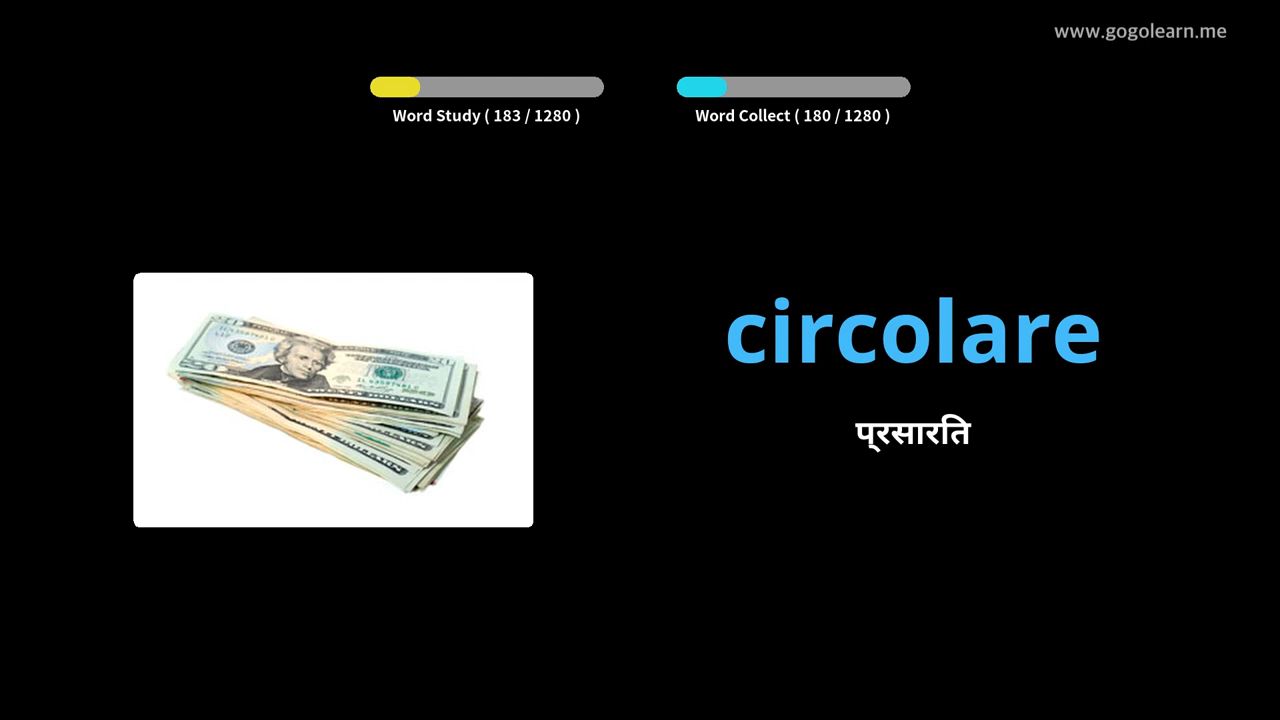 www.gogolearn.me
Word Study ( 183 / 1280 )
Word Collect ( 180 / 1280 )
circolare
प्रसारति